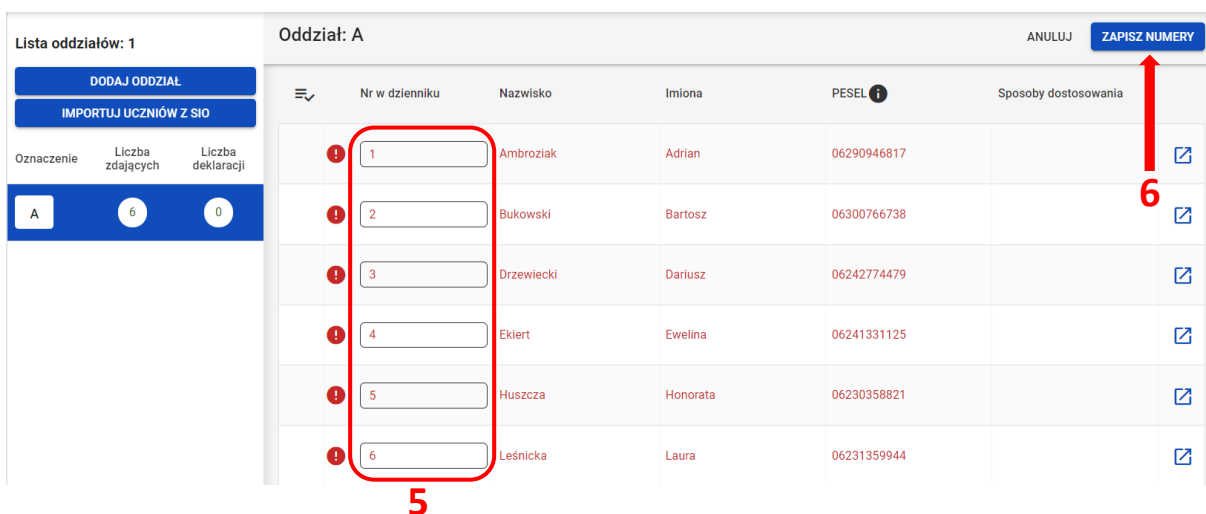 Lista oddziałów: 1
Oddział: A
ANULUJ
ZAPISZ NUMERY
DODAJ ODDZIAŁ
IMPORTUJ UCZNIÓW Z SIO
Oznaczenie Liczba zdających Liczba deklaracji
A 6 0
Nr w dzienniku Nazwisko Imiona PESEL Sposoby dostosowania
1 Ambroziak Adrian 06290946817
2 Bukowski Bartosz 06300766738
3 Drzewiecki Dariusz 06242774479
4 Ekiert Ewelina 06241331125
5 Huszcza Honorata 06230358821
6 Leśnicka Laura 06231359944
6
5